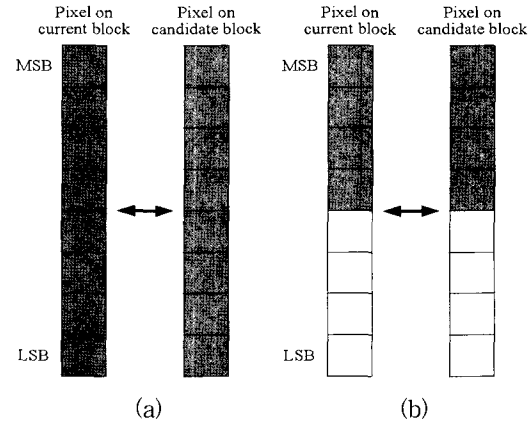 Pixel on
current block
Pixel on
candidate block
Pixel on
current block
Pixel on
candidate block
MSB
MSB
LSB
LSB
(a)
(b)